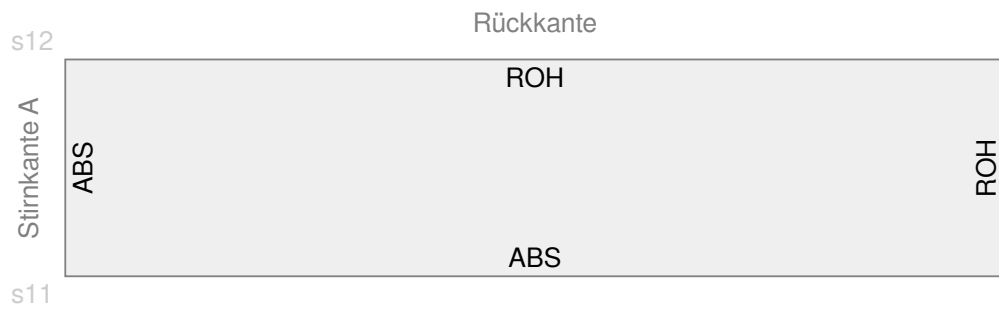 Rückkante
s12
ROH
Stirnkante A
ABS
ROH
ABS
s11